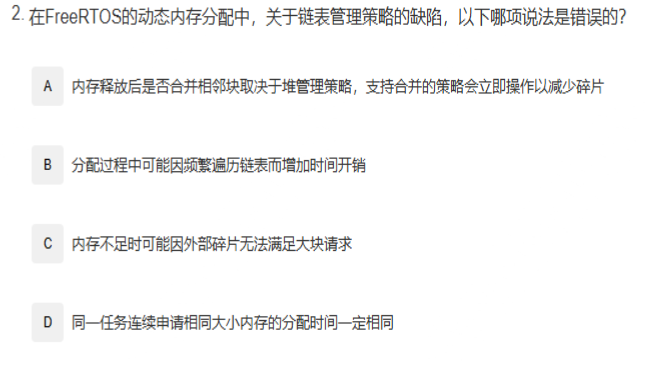 2. 在FreeRTOS的动态内存分配中，关于链表管理策略的缺陷，以下哪项说法是错误的?
A 内存释放后是否合并相邻块取决于堆管理策略，支持合并的策略会立即操作以减少碎片
B 分配过程中可能因频繁遍历链表而增加时间开销
C 内存不足时可能因外部碎片无法满足大块请求
D 同一任务连续申请相同大小内存的分配时间一定相同